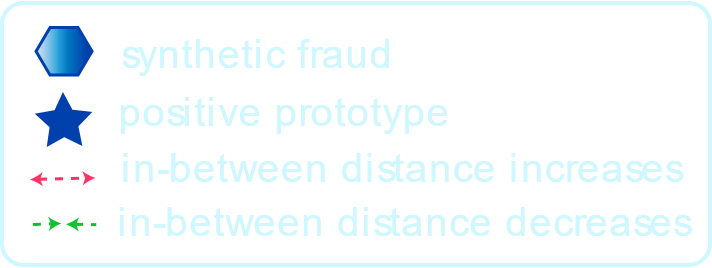 synthetic fraud
positive prototype
in-between distance increases
in-between distance decreases